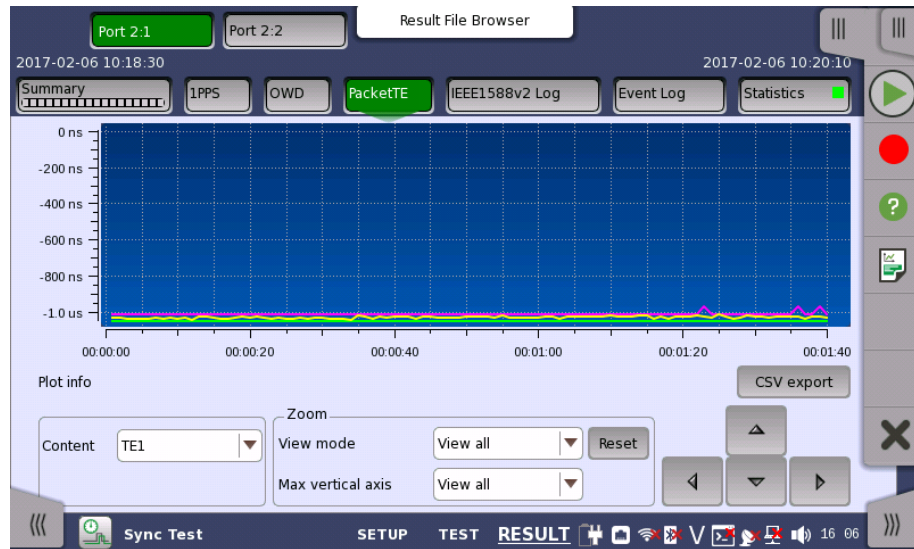 Result File Browser
Port 2:1 Port 2:2
2017-02-06 10:18:30 2017-02-06 10:20:10
Summary 1PPS OWD PacketTE IEEE1588v2 Log Event Log Statistics
0 ns
-200 ns
-400 ns
-600 ns
-800 ns
-1.0 us
00:00:00 00:00:20 00:00:40 00:01:00 00:01:20 00:01:40
Plot info CSV export
Zoom
Content TE1 View mode View all Reset
Max vertical axis View all
Sync Test SETUP TEST RESULT V 16 06